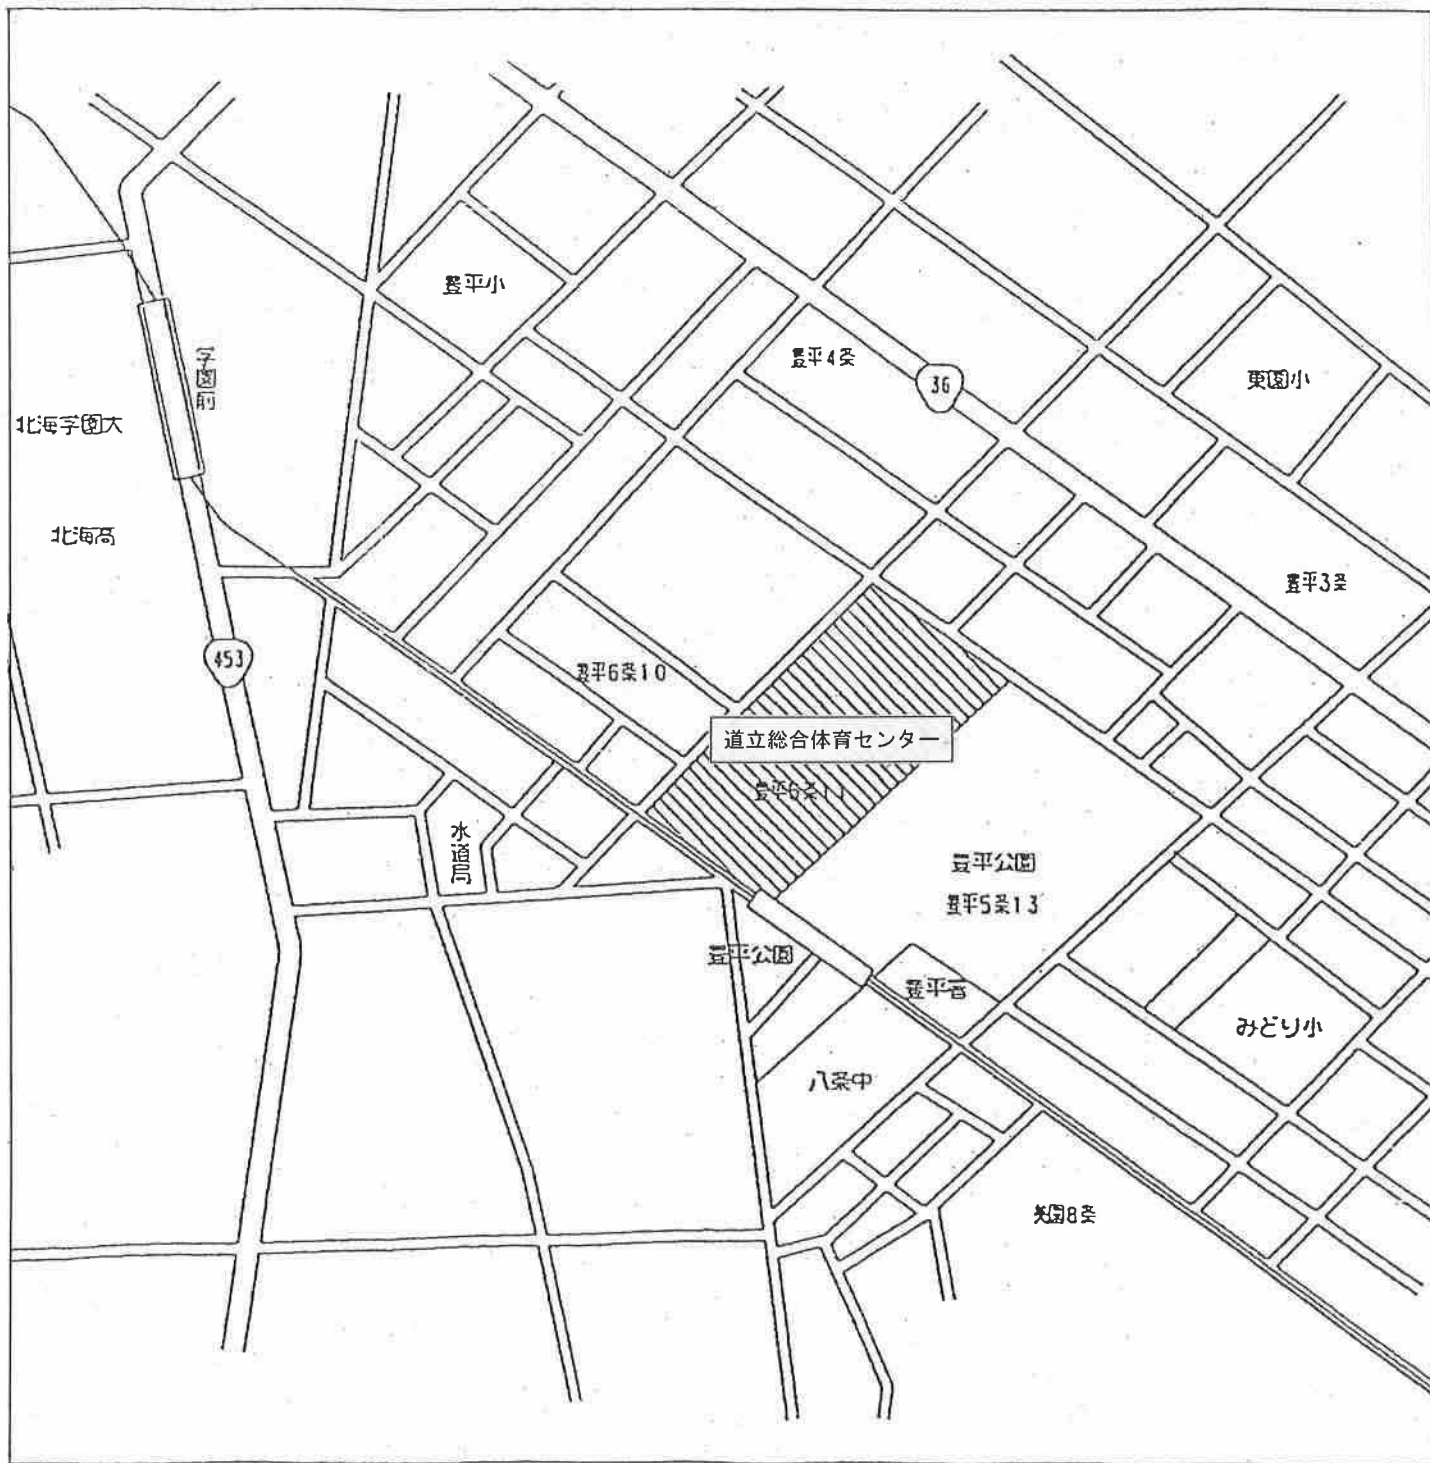 豊平小
学園前
豊平4条
36
東園小
北海学園大
北海高
豊平3条
453
豊平6条10
道立総合体育センター
豊平6条11
水道局
豊平公園
豊平5条13
豊平公園
豊平署
みどり小
八条中
美園8条